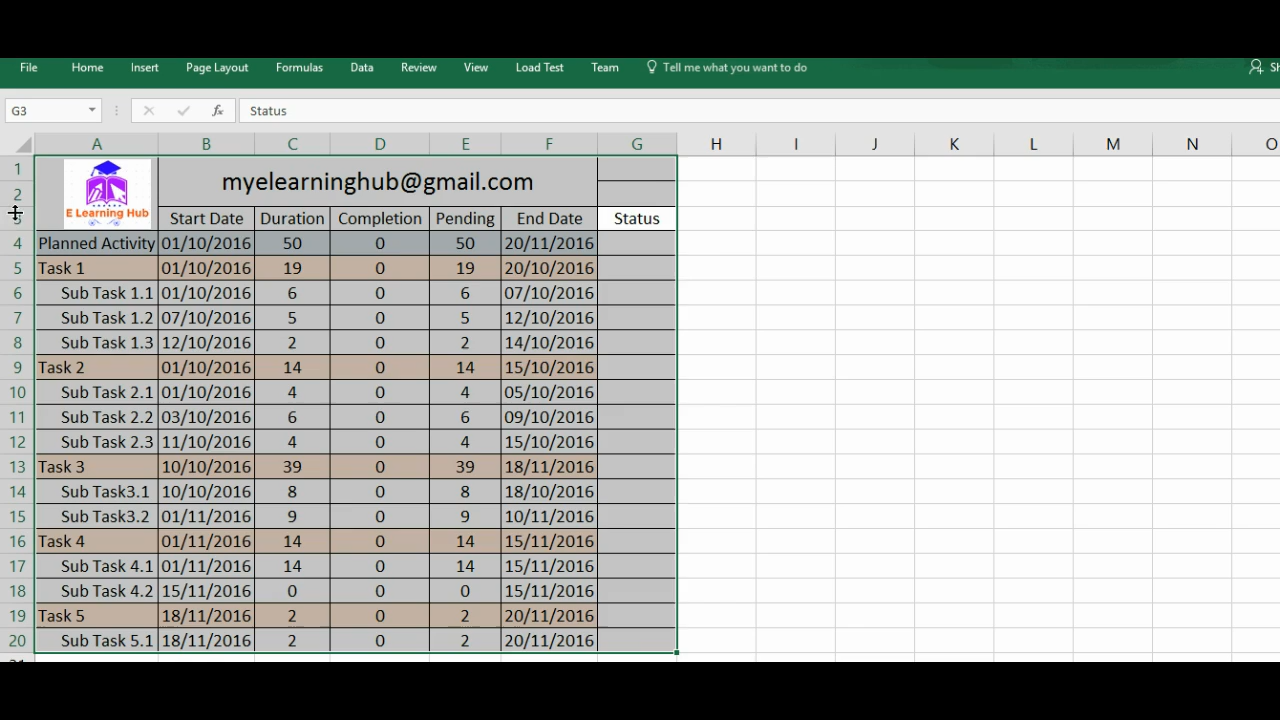 File Home Insert Page Layout Formulas Data Review View Load Test Team Tell me what you want to do
G3 fx Status
A B C D E F G H I J K L M N O
1 E Learning Hub myelearninghub@gmail.com
2
3 Start Date Duration Completion Pending End Date Status
4 Planned Activity 01/10/2016 50 0 50 20/11/2016
5 Task 1 01/10/2016 19 0 19 20/10/2016
6 Sub Task 1.1 01/10/2016 6 0 6 07/10/2016
7 Sub Task 1.2 07/10/2016 5 0 5 12/10/2016
8 Sub Task 1.3 12/10/2016 2 0 2 14/10/2016
9 Task 2 01/10/2016 14 0 14 15/10/2016
10 Sub Task 2.1 01/10/2016 4 0 4 05/10/2016
11 Sub Task 2.2 03/10/2016 6 0 6 09/10/2016
12 Sub Task 2.3 11/10/2016 4 0 4 15/10/2016
13 Task 3 10/10/2016 39 0 39 18/11/2016
14 Sub Task3.1 10/10/2016 8 0 8 18/10/2016
15 Sub Task3.2 01/11/2016 9 0 9 10/11/2016
16 Task 4 01/11/2016 14 0 14 15/11/2016
17 Sub Task 4.1 01/11/2016 14 0 14 15/11/2016
18 Sub Task 4.2 15/11/2016 0 0 0 15/11/2016
19 Task 5 18/11/2016 2 0 2 20/11/2016
20 Sub Task 5.1 18/11/2016 2 0 2 20/11/2016